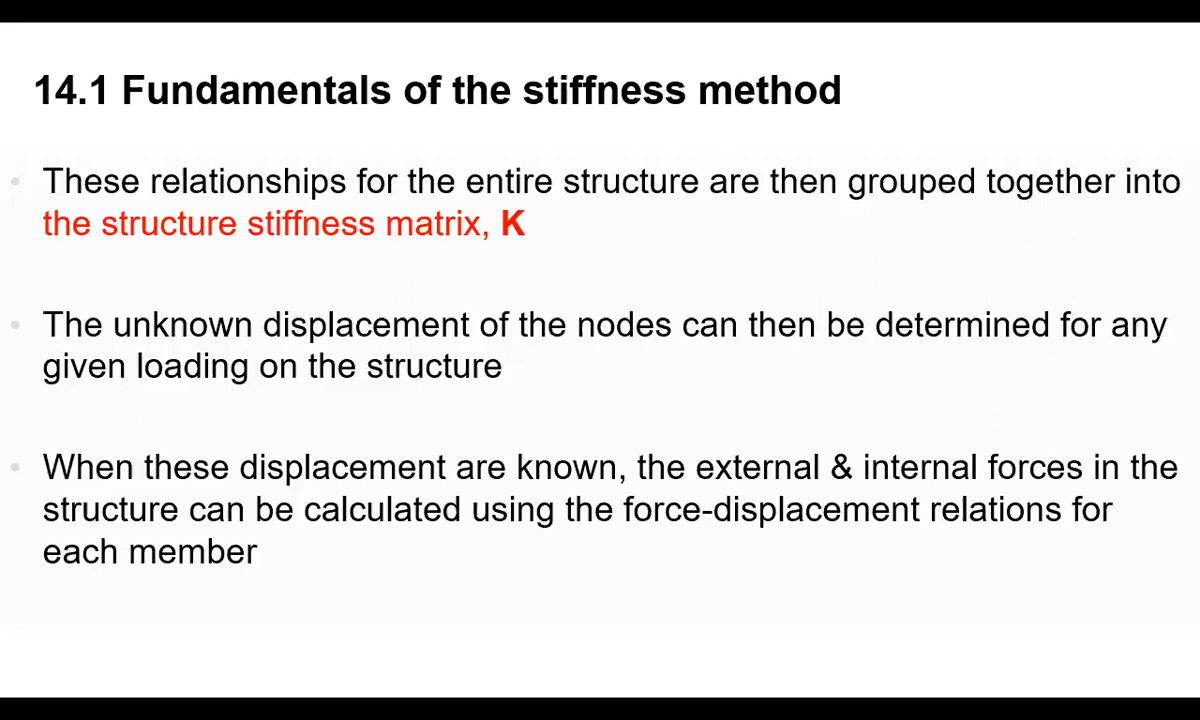 14.1 Fundamentals of the stiffness method
• These relationships for the entire structure are then grouped together into
the structure stiffness matrix, K
• The unknown displacement of the nodes can then be determined for any
given loading on the structure
• When these displacement are known, the external & internal forces in the
structure can be calculated using the force-displacement relations for
each member